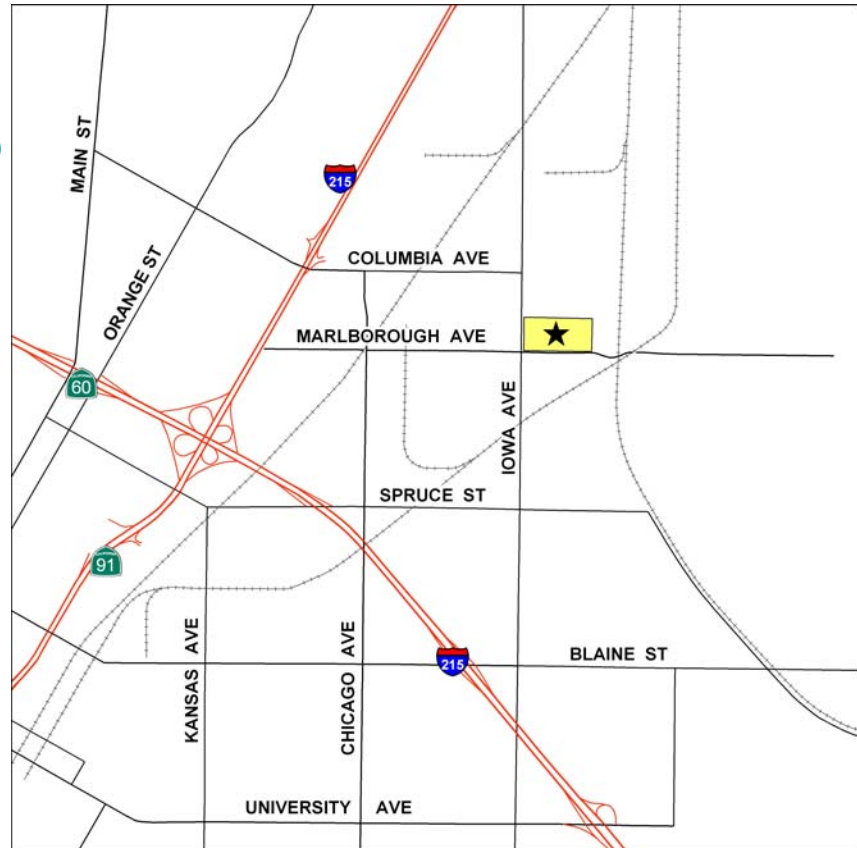 MAIN ST
215
ORANGE ST
COLUMBIA AVE
MARLBOROUGH AVE
60
IOWA AVE
SPRUCE ST
91
KANSAS AVE
CHICAGO AVE
215
BLAINE ST
UNIVERSITY AVE